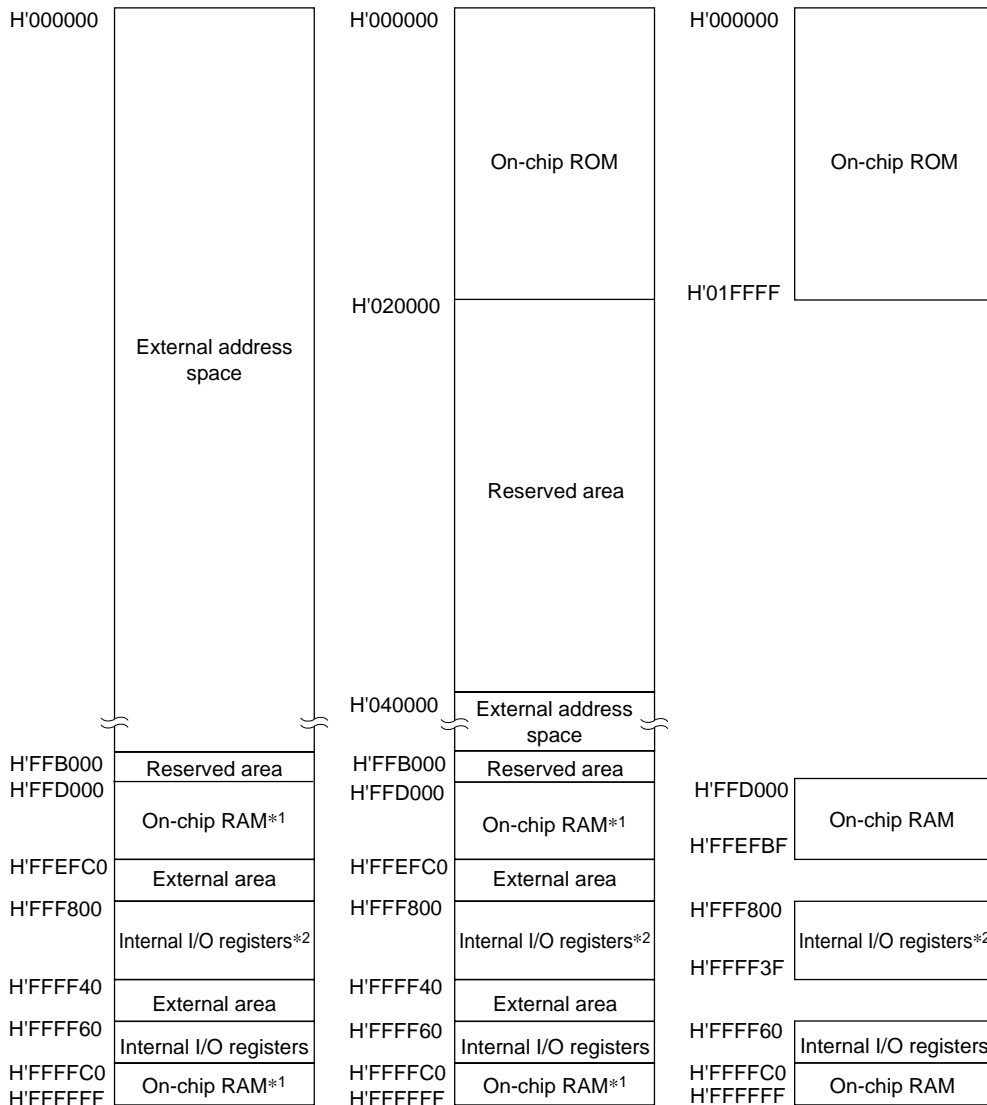 H'000000
External address
space
H'FFB000
Reserved area
H'FFD000
On-chip RAM*1
H'FFEFC0
External area
H'FFF800
Internal I/O registers*2
H'FFFF40
External area
H'FFFF60
Internal I/O registers
H'FFFFC0
On-chip RAM*1
H'FFFFFF
H'000000
On-chip ROM
H'020000
Reserved area
H'040000
External address
space
H'FFB000
Reserved area
H'FFD000
On-chip RAM*1
H'FFEFC0
External area
H'FFF800
Internal I/O registers*2
H'FFFF40
External area
H'FFFF60
Internal I/O registers
H'FFFFC0
On-chip RAM*1
H'FFFFFF
H'000000
On-chip ROM
H'01FFFF
H'FFD000
On-chip RAM
H'FFEFBF
H'FFF800
Internal I/O registers*2
H'FFFF3F
H'FFFF60
Internal I/O registers
H'FFFFC0
On-chip RAM
H'FFFFFF